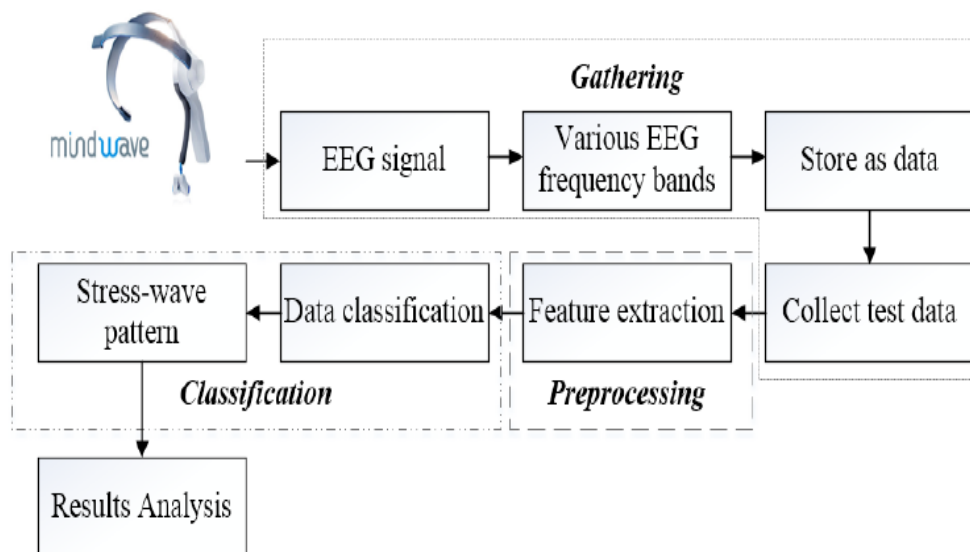 Gathering
mindwave
EEG signal
Various EEG
frequency bands
Store as data
Stress-wave
pattern
Data classification
Feature extraction
Collect test data
Classification
Preprocessing
Results Analysis